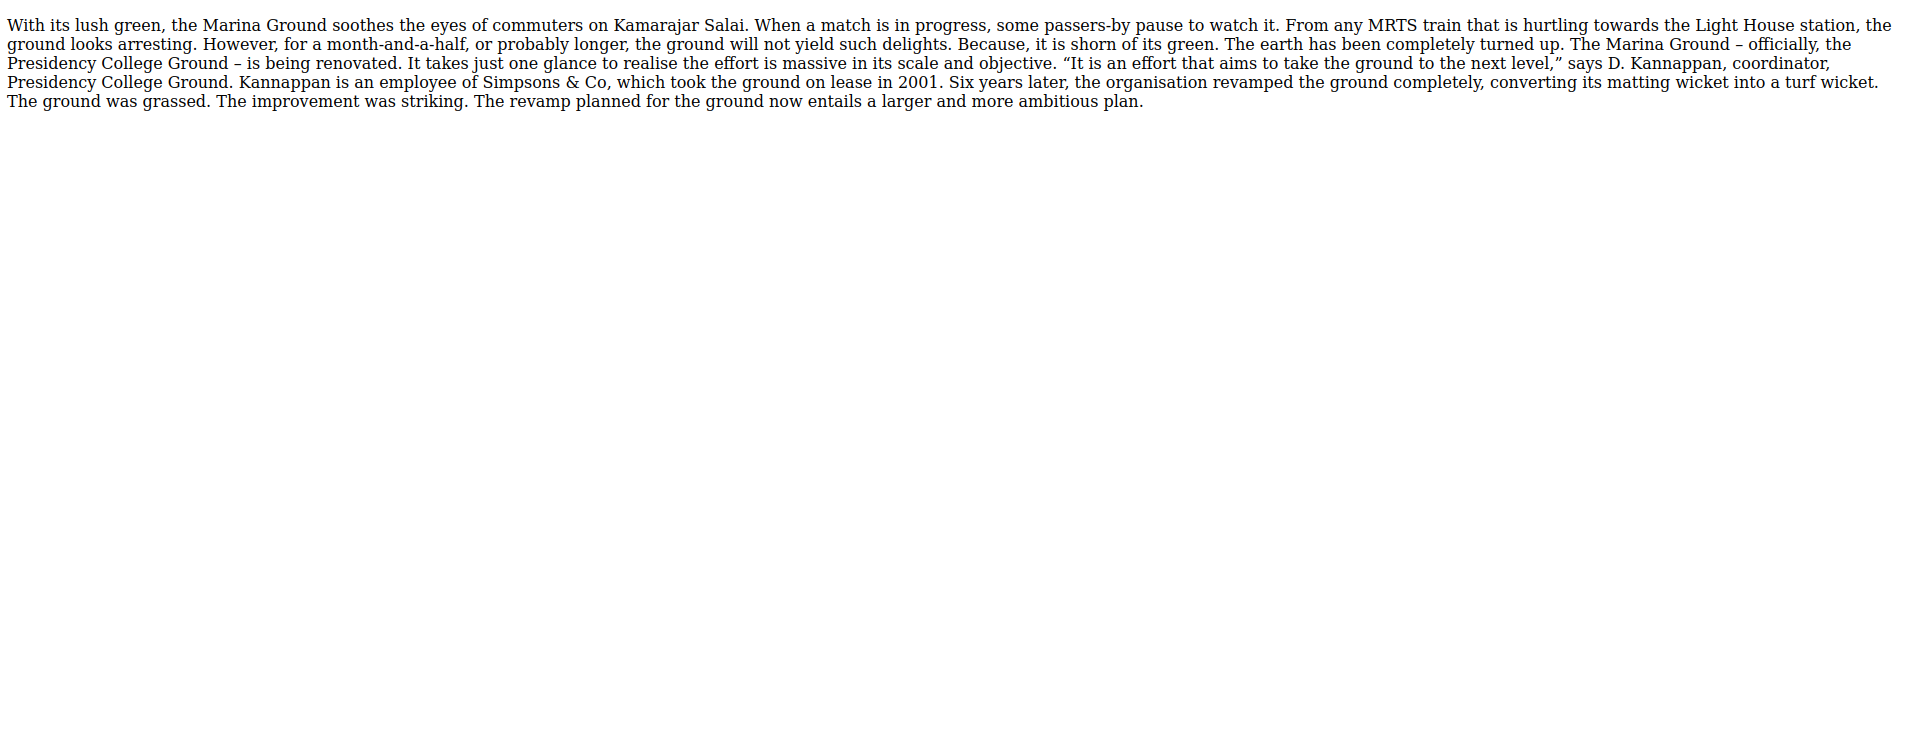 With its lush green, the Marina Ground soothes the eyes of commuters on Kamarajar Salai. When a match is in progress, some passers-by pause to watch it. From any MRTS train that is hurtling towards the Light House station, the
ground looks arresting. However, for a month-and-a-half, or probably longer, the ground will not yield such delights. Because, it is shorn of its green. The earth has been completely turned up. The Marina Ground – officially, the
Presidency College Ground – is being renovated. It takes just one glance to realise the effort is massive in its scale and objective. “It is an effort that aims to take the ground to the next level,” says D. Kannappan, coordinator,
Presidency College Ground. Kannappan is an employee of Simpsons & Co, which took the ground on lease in 2001. Six years later, the organisation revamped the ground completely, converting its matting wicket into a turf wicket.
The ground was grassed. The improvement was striking. The revamp planned for the ground now entails a larger and more ambitious plan.